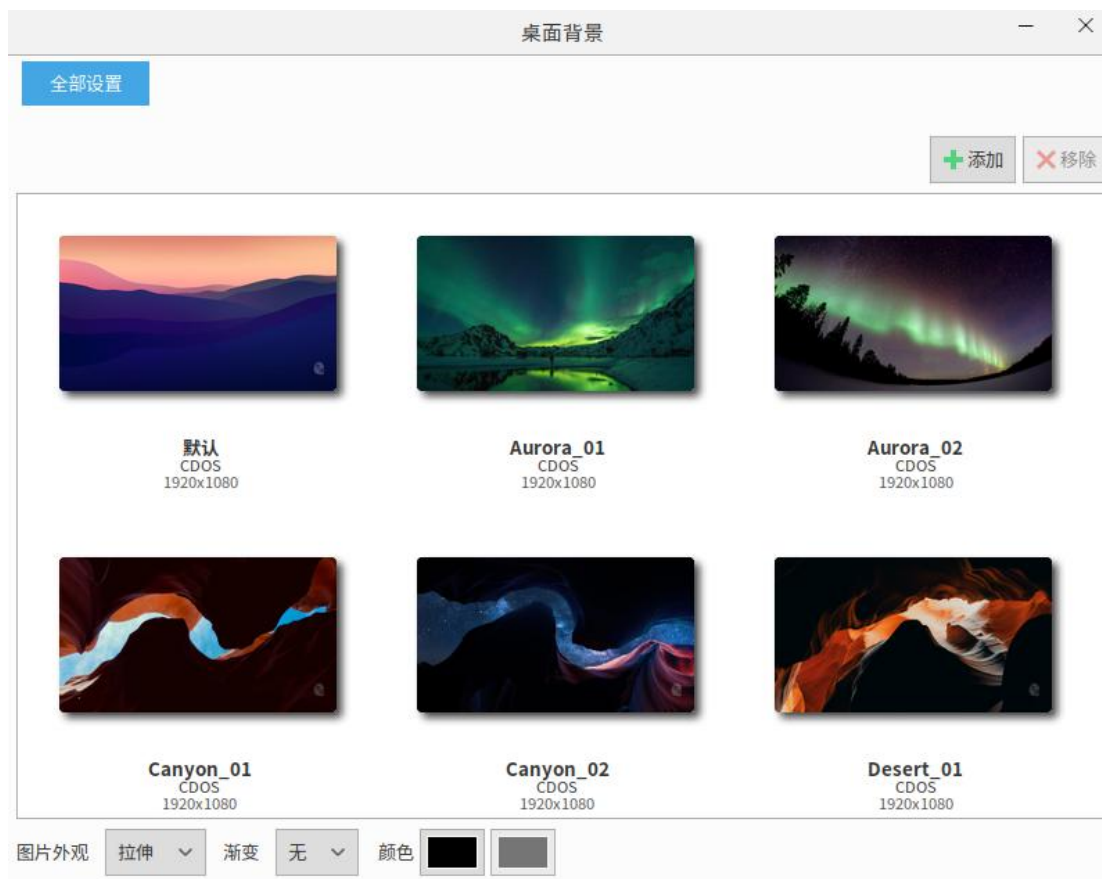 桌面背景
全部设置
添加 移除
默认 Aurora_01 Aurora_02
CDOS CDOS CDOS
1920x1080 1920x1080 1920x1080
Canyon_01 Canyon_02 Desert_01
CDOS CDOS CDOS
1920x1080 1920x1080 1920x1080
图片外观 拉伸 渐变 无 颜色